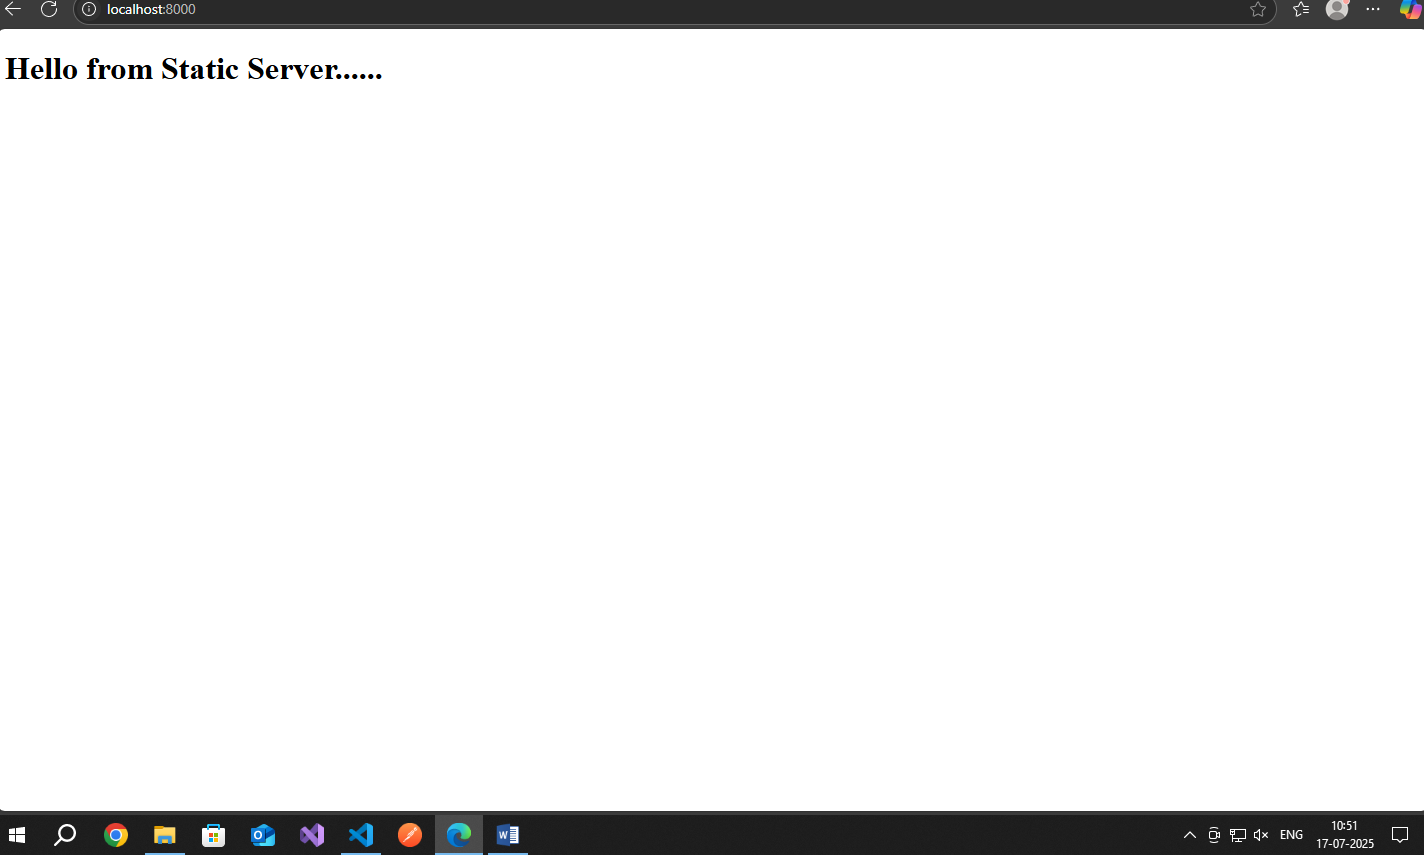 localhost:8000
Hello from Static Server......
ENG
10:51
17-07-2025